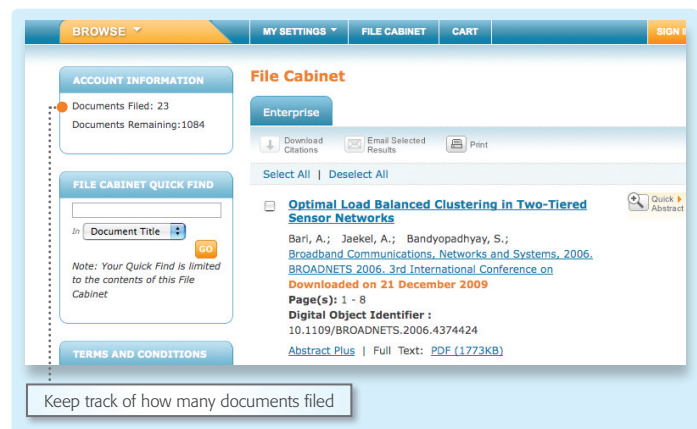 BROWSE
MY SETTINGS
FILE CABINET
CART
SIGN
ACCOUNT INFORMATION
Documents Filed: 23
Documents Remaining:1084
FILE CABINET QUICK FIND
In Document Title
GO
Note: Your Quick Find is limited
to the contents of this File
Cabinet
TERMS AND CONDITIONS
File Cabinet
Enterprise
Download
Citations
Email Selected
Results
Print
Select All | Deselect All
Optimal Load Balanced Clustering in Two-Tiered
Sensor Networks
Quick
Abstract
Bari, A.; Jaekel, A.; Bandyopadhyay, S.;
Broadband Communications, Networks and Systems, 2006.
BROADNETS 2006. 3rd International Conference on
Downloaded on 21 December 2009
Page(s): 1 - 8
Digital Object Identifier :
10.1109/BROADNETS.2006.4374424
Abstract Plus | Full Text: PDF (1773KB)
Keep track of how many documents filed